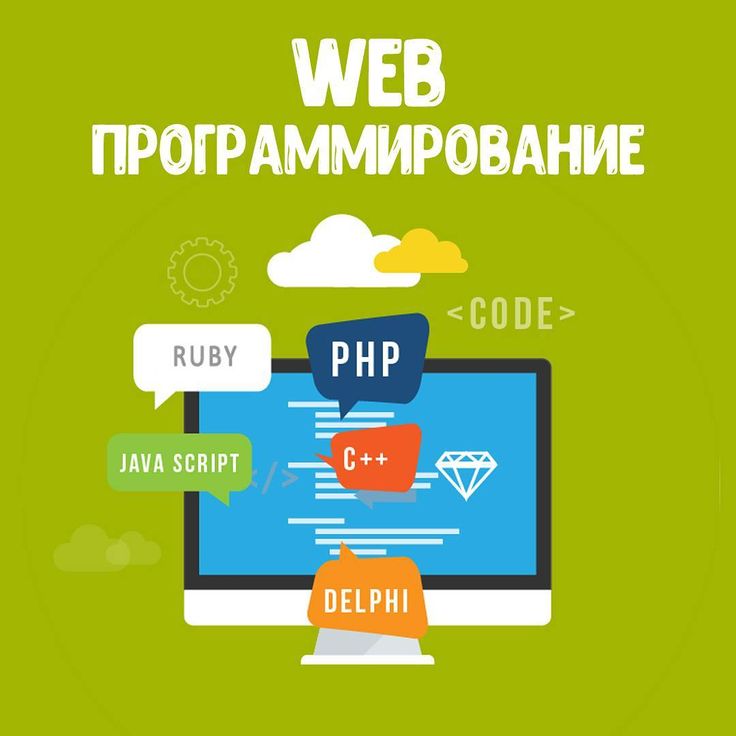 WEB
ПРОГРАММИРОВАНИЕ
<CODE>
RUBY
PHP
JAVA SCRIPT
</>
C++
DELPHI